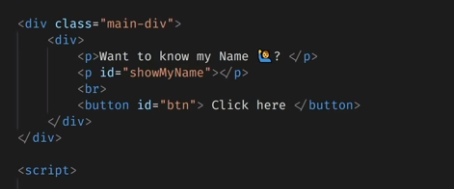 <div class="main-div">
<div>
<p>Want to know my Name 🙋? </p>
<p id="showMyName"></p>
<br>
<button id="btn"> Click here </button>
</div>
</div>
<script>